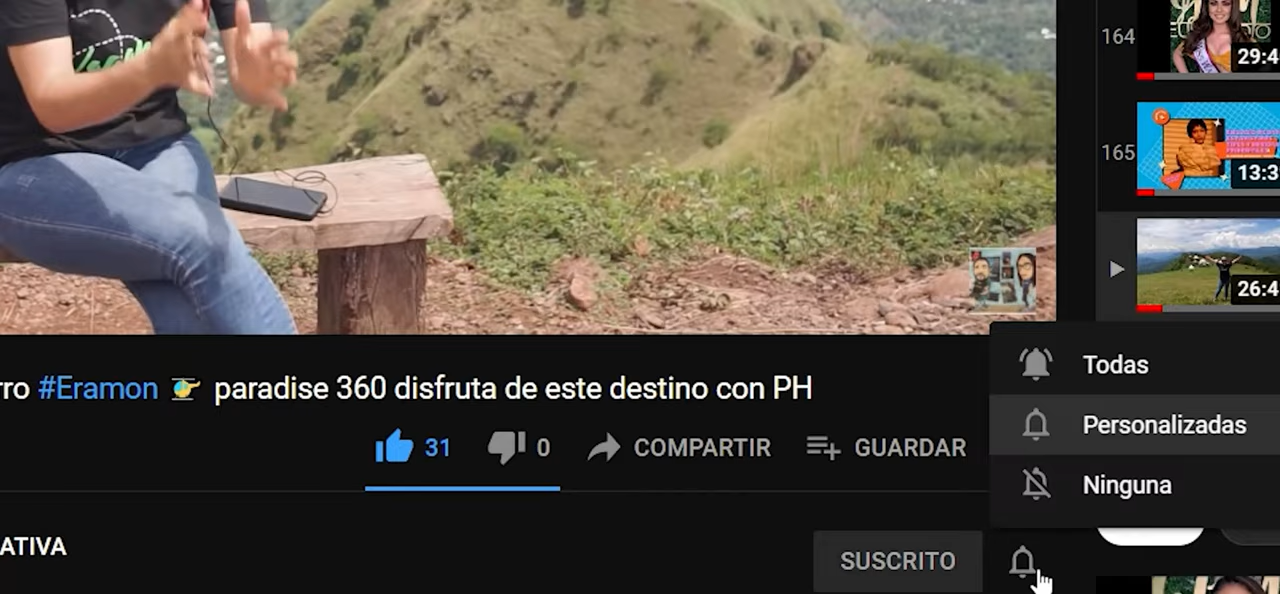 164
29:4
165
13:3
26:4
rro #Eramon paradise 360 disfruta de este destino con PH
31 0 COMPARTIR GUARDAR
Todas
Personalizadas
Ninguna
ATIVA
SUSCRITO